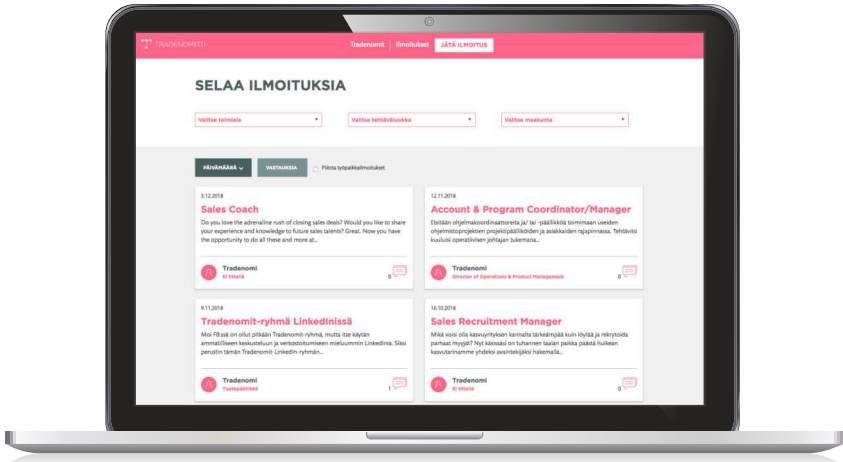 TRADENOMIITTI
Tradenomit | Ilmoitukset JÄTÄ ILMOITUS
SELAA ILMOITUKSIA
Valitse toimiala
Valitse tehtäväluokka
Valitse maakunta
PÄIVÄMÄÄRÄ
VASTAUKSIA
Piilota työpaikkailmoitukset
3.12.2018
Sales Coach
Do you love the adrenaline rush of closing sales deals? Would you like to share
your experience and knowledge to future sales talents? Great. Now you have
the opportunity to do all these and more at...
Tradenomi
Ei titteliä
0
12.11.2018
Account & Program Coordinator/Manager
Etsitään ohjelmakoordinaattoreita ja/ tai -päällikköä toimimaan useiden
ohjelmistoprojektien projektipäälliköiden ja asiakkaiden rajapinnassa. Tehtäviisi
kuuluisi operatiivisen johtajan tukemana...
Tradenomi
Director of Operations & Product Management
0
9.11.2018
Tradenomit-ryhmä LinkedInissä
Moi FB:ssä on ollut pitkään Tradenomit-ryhmä, mutta itse käytän
ammatilliseen keskusteluun ja verkostoitumiseen mieluummin LinkedInia. Siksi
perustin tämän Tradenomit-LinkedIn-ryhmän...
Tradenomi
Tuotepäällikkö
1
16.10.2018
Sales Recruitment Manager
Mikä voisi olla kasvuyrityksen kannalta tärkeämpää kuin löytää ja rekrytoida
parhaat myyjät? Nyt käsissäsi on tuhannen taalan paikka päästä huikean
kasvutarinamme yhdeksi avaintekijäksi hakemalla...
Tradenomi
Ei titteliä
0